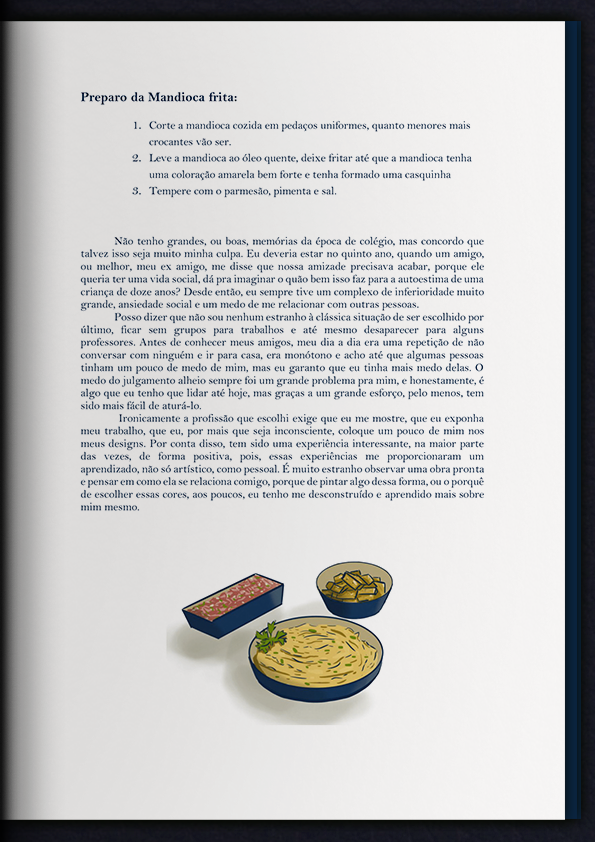 Preparo da Mandioca frita:
1. Corte a mandioca cozida em pedaços uniformes, quanto menores mais
crocantes vão ser.
2. Leve a mandioca ao óleo quente, deixe fritar até que a mandioca tenha
uma coloração amarela bem forte e tenha formado uma casquinha
3. Tempere com o parmesão, pimenta e sal.
Não tenho grandes, ou boas, memórias da época de colégio, mas concordo que
talvez isso seja muito minha culpa. Eu deveria estar no quinto ano, quando um amigo,
ou melhor, meu ex amigo, me disse que nossa amizade precisava acabar, porque ele
queria ter uma vida social, dá pra imaginar o quão bem isso faz para a autoestima de uma
criança de doze anos? Desde então, eu sempre tive um complexo de inferioridade muito
grande, ansiedade social e um medo de me relacionar com outras pessoas.
Posso dizer que não sou nenhum estranho à clássica situação de ser escolhido por
último, ficar sem grupos para trabalhos e até mesmo desaparecer para alguns
professores. Antes de conhecer meus amigos, meu dia a dia era uma repetição de não
conversar com ninguém e ir para casa, era monótono e acho até que algumas pessoas
tinham um pouco de medo de mim, mas eu garanto que eu tinha mais medo delas. O
medo do julgamento alheio sempre foi um grande problema pra mim, e honestamente, é
algo que eu tenho que lidar até hoje, mas graças a um grande esforço, pelo menos, tem
sido mais fácil de aturá-lo.
Ironicamente a profissão que escolhi exige que eu me mostre, que eu exponha
meu trabalho, que eu, por mais que seja inconsciente, coloque um pouco de mim nos
meus designs. Por conta disso, tem sido uma experiência interessante, na maior parte
das vezes, de forma positiva, pois, essas experiências me proporcionaram um
aprendizado, não só artístico, como pessoal. É muito estranho observar uma obra pronta
e pensar em como ela se relaciona comigo, porque de pintar algo dessa forma, ou o porquê
de escolher essas cores, aos poucos, eu tenho me desconstruído e aprendido mais sobre
mim mesmo.